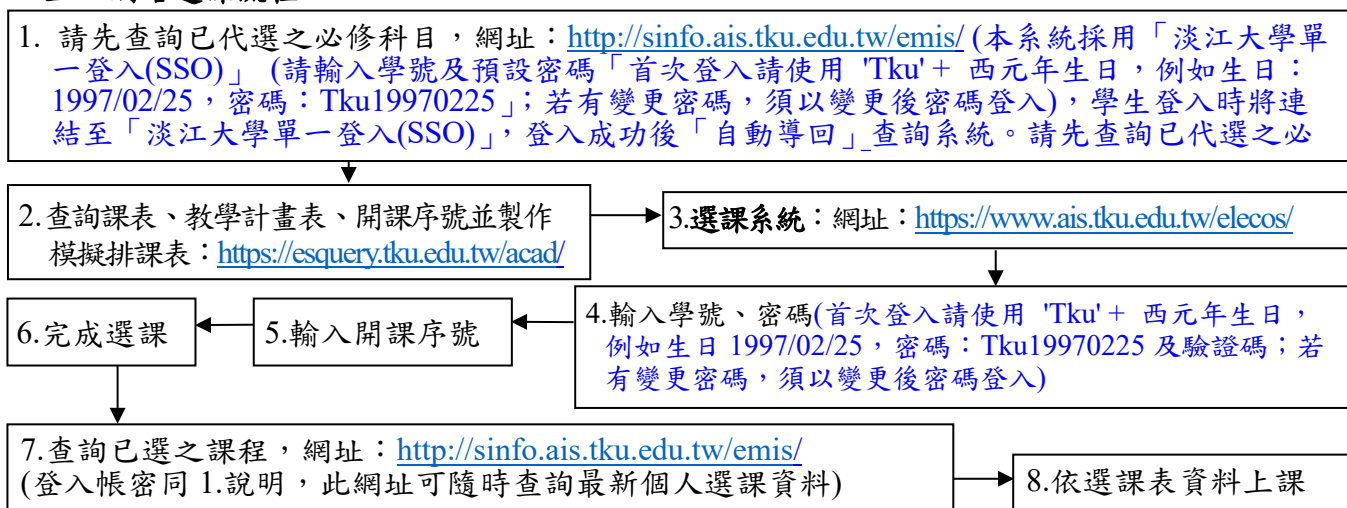 1. 請先查詢已代選之必修科目，網址：http://sinfo.ais.tku.edu.tw/emis/ (本系統採用「淡江大學單
一登入(SSO)」 (請輸入學號及預設密碼「首次登入請使用 'Tku'+ 西元年生日，例如生日：
1997/02/25，密碼：Tku19970225」；若有變更密碼，須以變更後密碼登入)，學生登入時將連
結至「淡江大學單一登入(SSO)」，登入成功後「自動導回」 查詢系統。請先查詢已代選之必
2.查詢課表、教學計畫表、開課序號並製作
模擬排課表：https://esquery.tku.edu.tw/acad/
3.選課系統：網址：https://www.ais.tku.edu.tw/elecos/
4.輸入學號、密碼(首次登入請使用 'Tku'+ 西元年生日，
例如生日 1997/02/25，密碼：Tku19970225 及驗證碼；若
有變更密碼，須以變更後密碼登入)
5.輸入開課序號
6.完成選課
7.查詢已選之課程，網址：http://sinfo.ais.tku.edu.tw/emis/
(登入帳密同 1.說明，此網址可隨時查詢最新個人選課資料)
8.依選課表資料上課